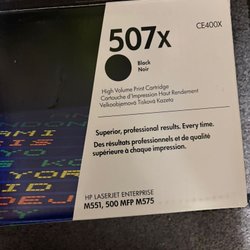 CE400X
507x
Black
Noir
High Volume Print Cartridge
Cartouche d'Impression Haut Rendement
Velkoobjemová Tisková Kazeta
Superior, professional results. Every time.
Des résultats professionnels et de qualité
supérieure à chaque impression.
HP LASERJET ENTERPRISE
M551, 500 MFP M575